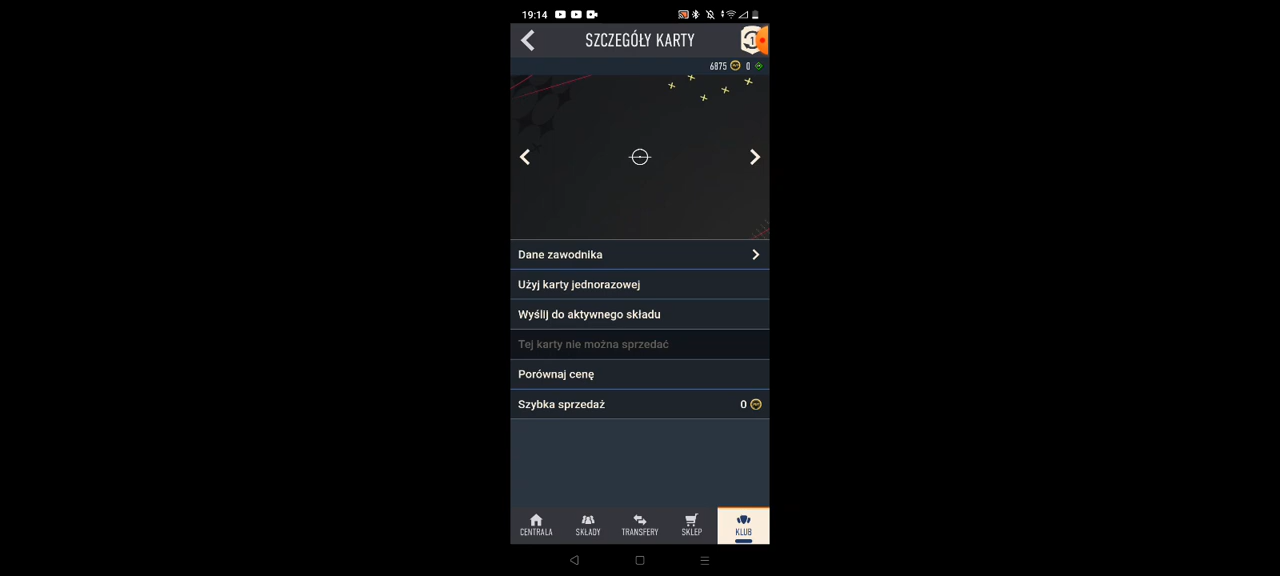 19:14
SZCZEGÓŁY KARTY
1
6875 0
Dane zawodnika
Użyj karty jednorazowej
Wyślij do aktywnego składu
Tej karty nie można sprzedać
Porównaj cenę
Szybka sprzedaż 0
CENTRALA SKŁADY TRANSFERY SKLEP KLUB